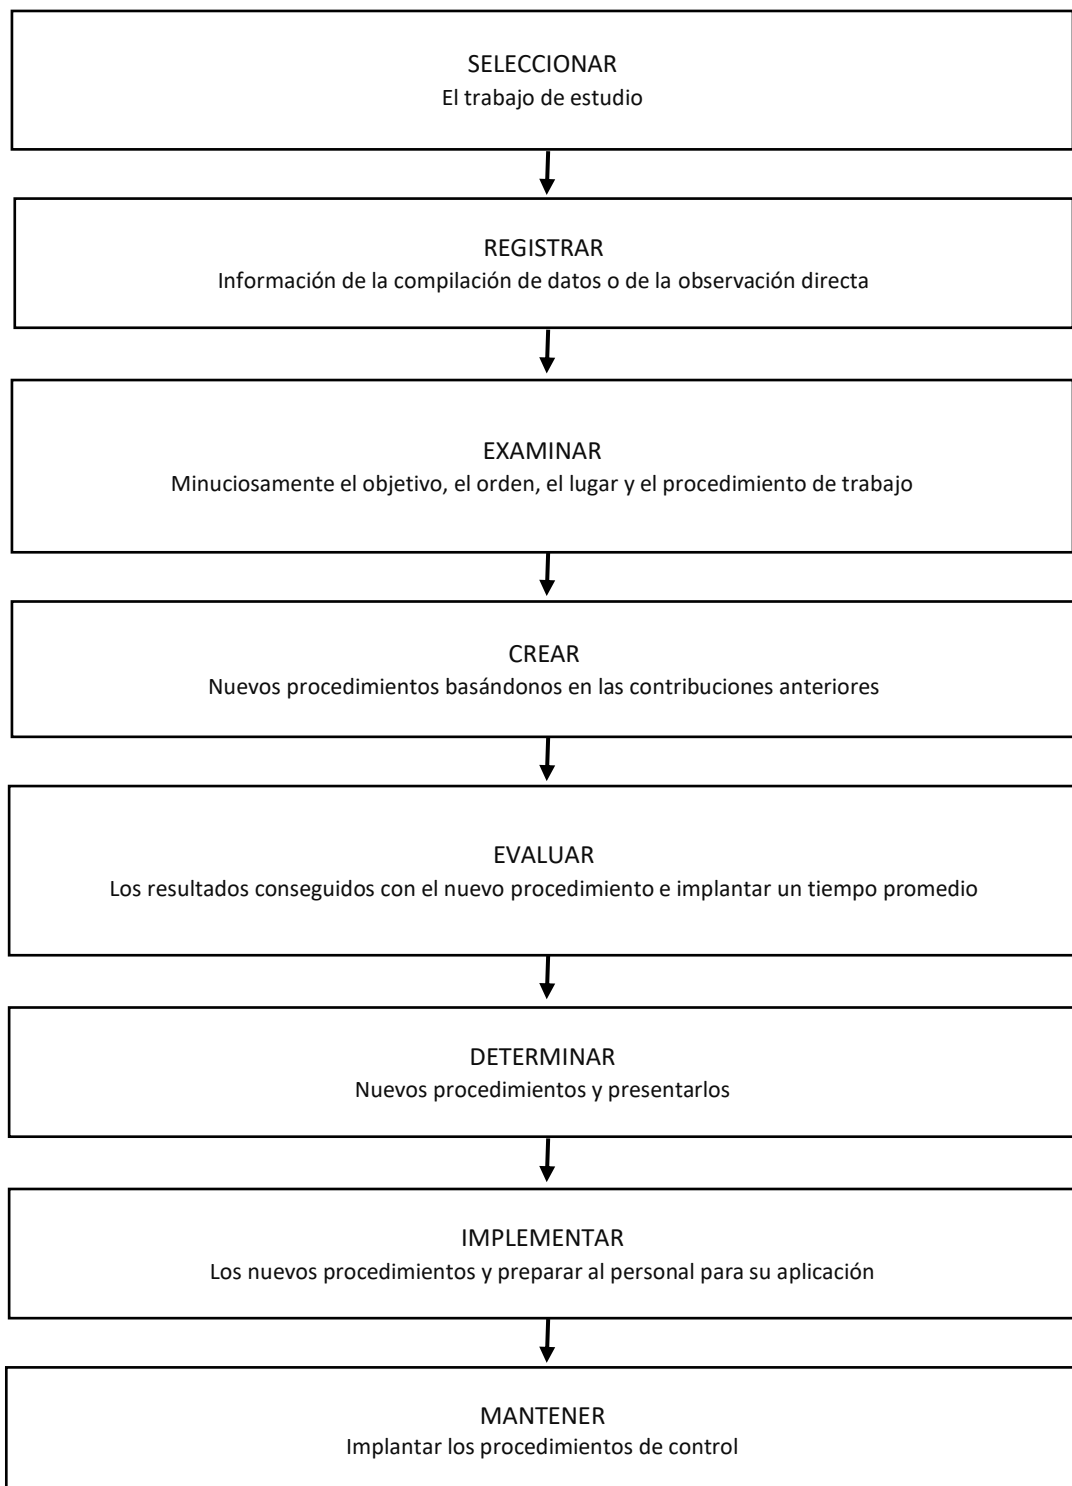 SELECCIONAR
El trabajo de estudio
REGISTRAR
Información de la compilación de datos o de la observación directa
EXAMINAR
Minuciosamente el objetivo, el orden, el lugar y el procedimiento de trabajo
CREAR
Nuevos procedimientos basándonos en las contribuciones anteriores
EVALUAR
Los resultados conseguidos con el nuevo procedimiento e implantar un tiempo promedio
DETERMINAR
Nuevos procedimientos y presentarlos
IMPLEMENTAR
Los nuevos procedimientos y preparar al personal para su aplicación
MANTENER
Implantar los procedimientos de control